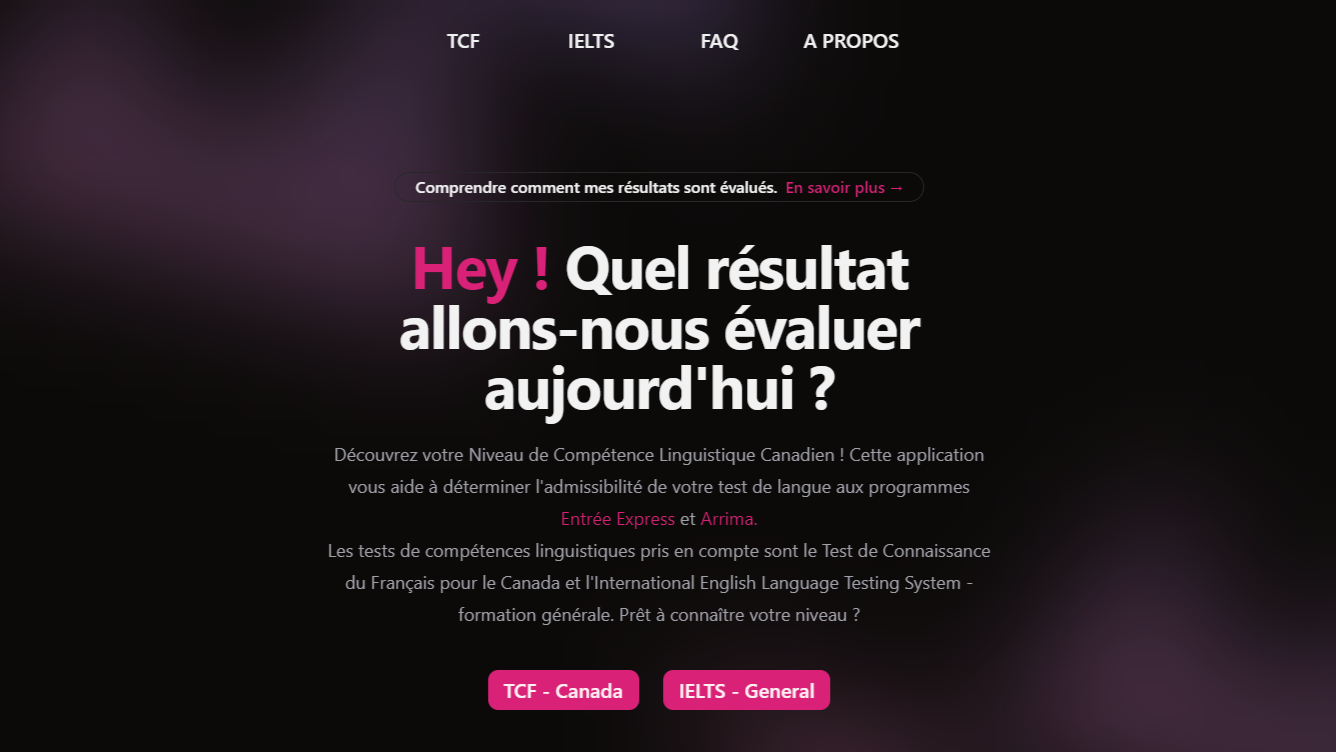 TCF IELTS FAQ A PROPOS
Comprendre comment mes résultats sont évalués. En savoir plus →
Hey ! Quel résultat
allons-nous évaluer
aujourd'hui ?
Découvrez votre Niveau de Compétence Linguistique Canadien ! Cette application
vous aide à déterminer l'admissibilité de votre test de langue aux programmes
Entrée Express et Arrima.
Les tests de compétences linguistiques pris en compte sont le Test de Connaissance
du Français pour le Canada et l'International English Language Testing System -
formation générale. Prêt à connaître votre niveau ?
TCF - Canada IELTS - General